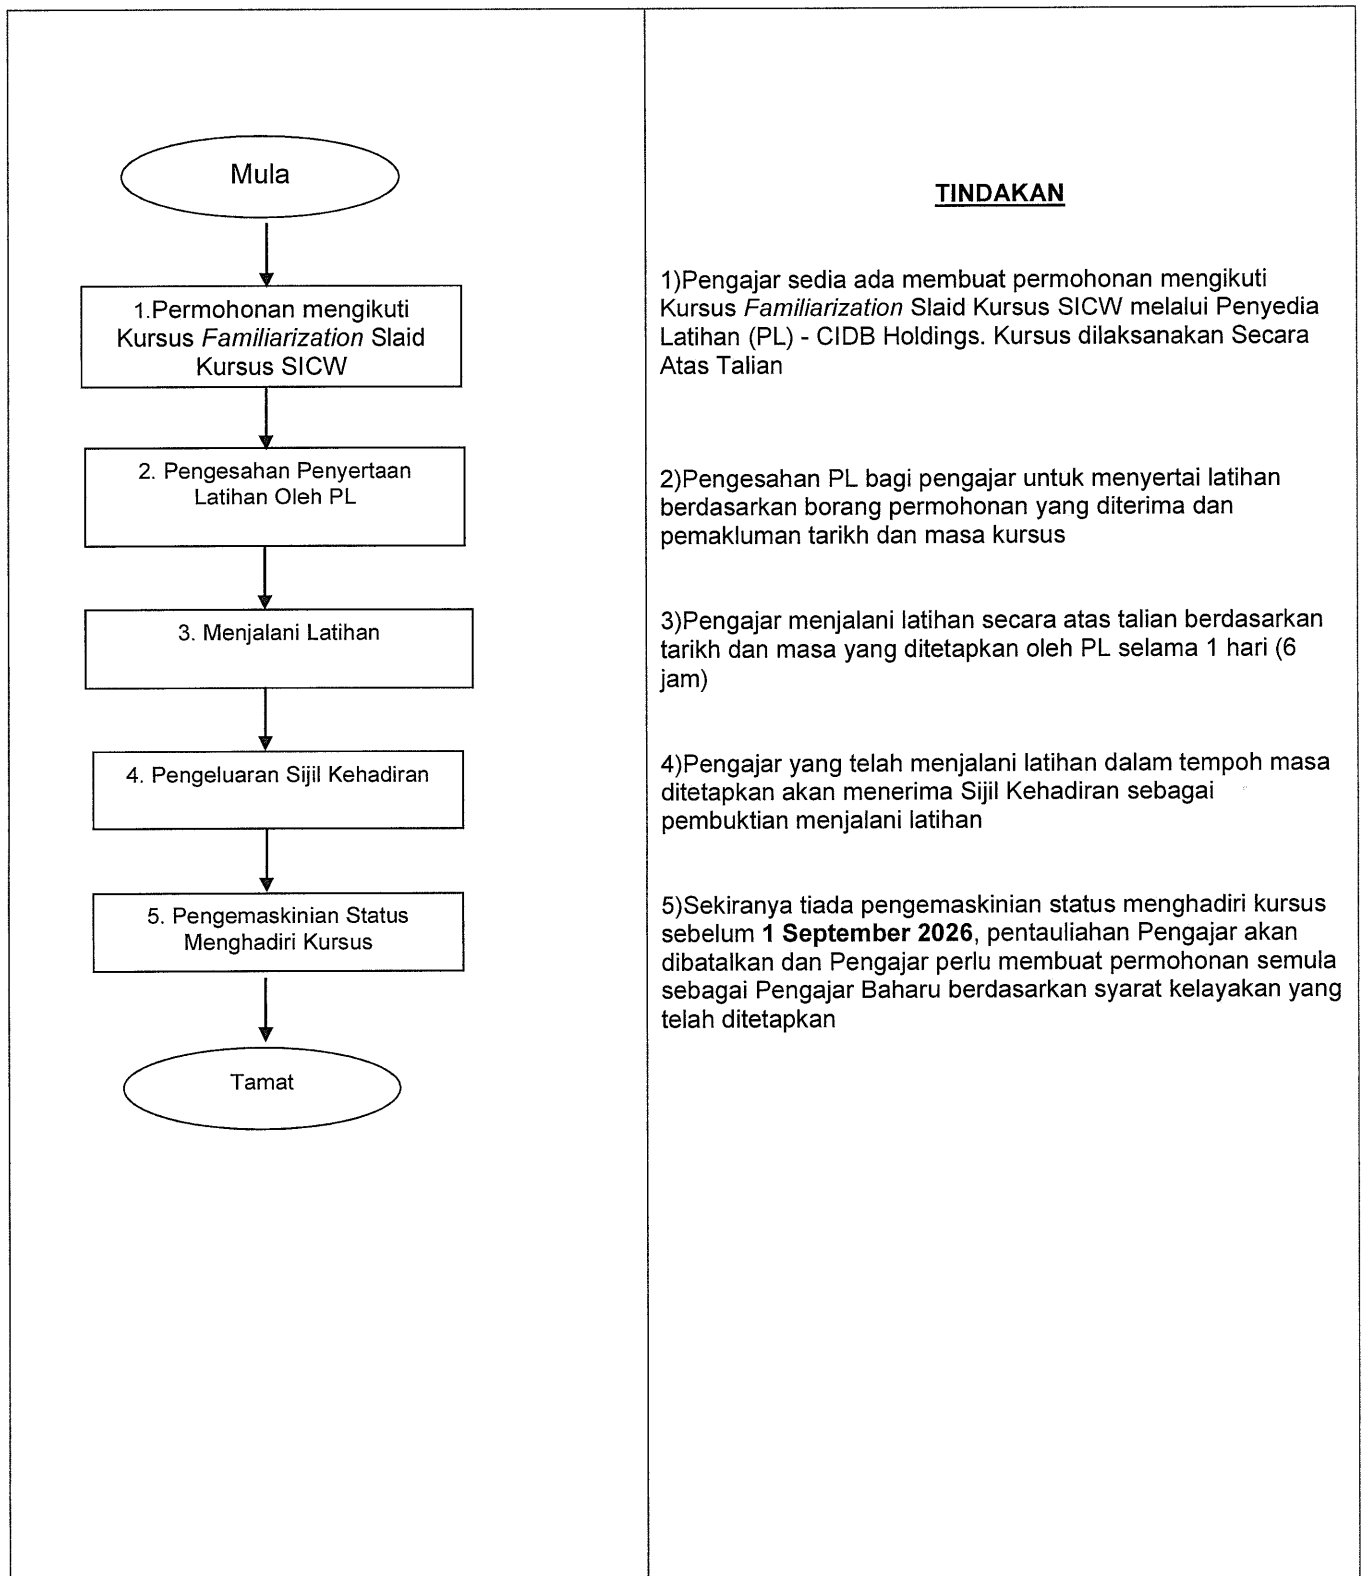 Mula
1.Permohonan mengikuti
Kursus Familiarization Slaid
Kursus SICW
2. Pengesahan Penyertaan
Latihan Oleh PL
3. Menjalani Latihan
4. Pengeluaran Sijil Kehadiran
5. Pengemaskinian Status
Menghadiri Kursus
Tamat
TINDAKAN
1)Pengajar sedia ada membuat permohonan mengikuti
Kursus Familiarization Slaid Kursus SICW melalui Penyedia
Latihan (PL) - CIDB Holdings. Kursus dilaksanakan Secara
Atas Talian
2)Pengesahan PL bagi pengajar untuk menyertai latihan
berdasarkan borang permohonan yang diterima dan
pemakluman tarikh dan masa kursus
3)Pengajar menjalani latihan secara atas talian berdasarkan
tarikh dan masa yang ditetapkan oleh PL selama 1 hari (6
jam)
4)Pengajar yang telah menjalani latihan dalam tempoh masa
ditetapkan akan menerima Sijil Kehadiran sebagai
pembuktian menjalani latihan
5)Sekiranya tiada pengemaskinian status menghadiri kursus
sebelum 1 September 2026, pentauliahan Pengajar akan
dibatalkan dan Pengajar perlu membuat permohonan semula
sebagai Pengajar Baharu berdasarkan syarat kelayakan yang
telah ditetapkan